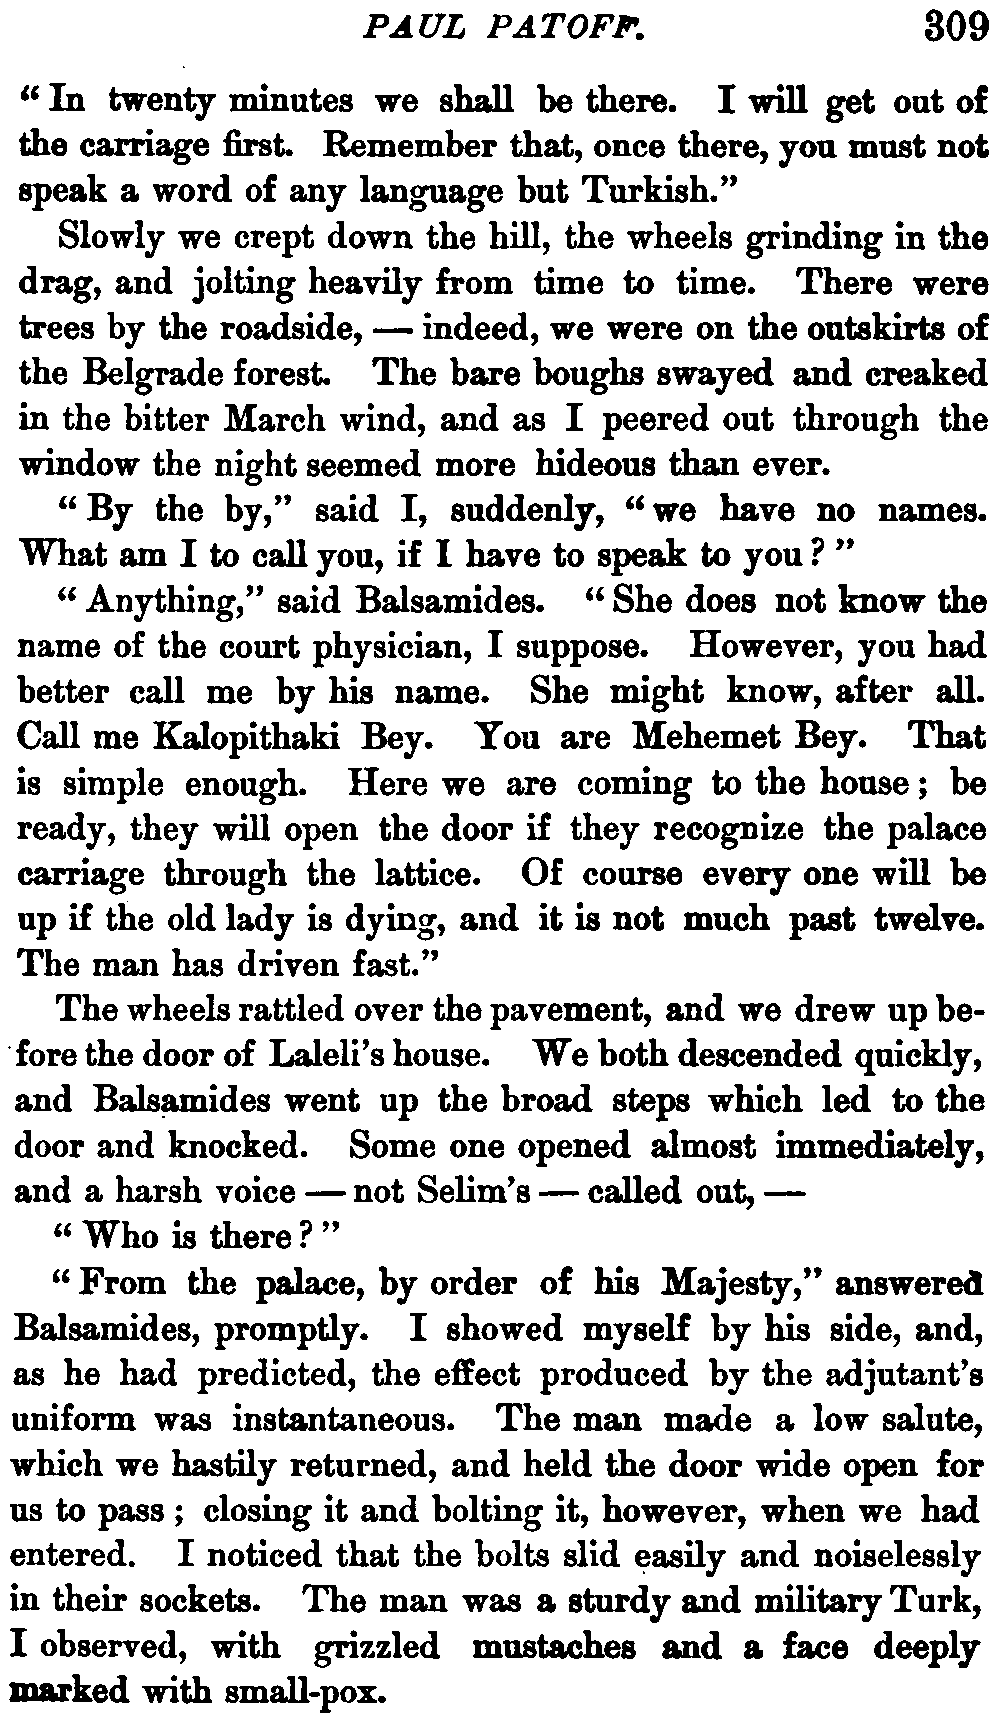 PAUL PATOFF. 309
“ In twenty minutes we shall be there. I will get out of
the carriage first. Remember that, once there, you must not
speak a word of any language but Turkish.”
Slowly we crept down the hill, the wheels grinding in the
drag, and jolting heavily from time to time. There were
trees by the roadside, — indeed, we were on the outskirts of
the Belgrade forest. The bare boughs swayed and creaked
in the bitter March wind, and as I peered out through the
window the night seemed more hideous than ever.
“ By the by,” said I, suddenly, “ we have no names.
What am I to call you, if I have to speak to you ? ”
“ Anything,” said Balsamides. “ She does not know the
name of the court physician, I suppose. However, you had
better call me by his name. She might know, after all.
Call me Kalopithaki Bey. You are Mehemet Bey. That
is simple enough. Here we are coming to the house ; be
ready, they will open the door if they recognize the palace
carriage through the lattice. Of course every one will be
up if the old lady is dying, and it is not much past twelve.
The man has driven fast.”
The wheels rattled over the pavement, and we drew up be-
fore the door of Laleli’s house. We both descended quickly,
and Balsamides went up the broad steps which led to the
door and knocked. Some one opened almost immediately,
and a harsh voice — not Selim’s — called out, —
“ Who is there ? ”
“ From the palace, by order of his Majesty,” answered
Balsamides, promptly. I showed myself by his side, and,
as he had predicted, the effect produced by the adjutant’s
uniform was instantaneous. The man made a low salute,
which we hastily returned, and held the door wide open for
us to pass ; closing it and bolting it, however, when we had
entered. I noticed that the bolts slid easily and noiselessly
in their sockets. The man was a sturdy and military Turk,
I observed, with grizzled mustaches and a face deeply
marked with small-pox.